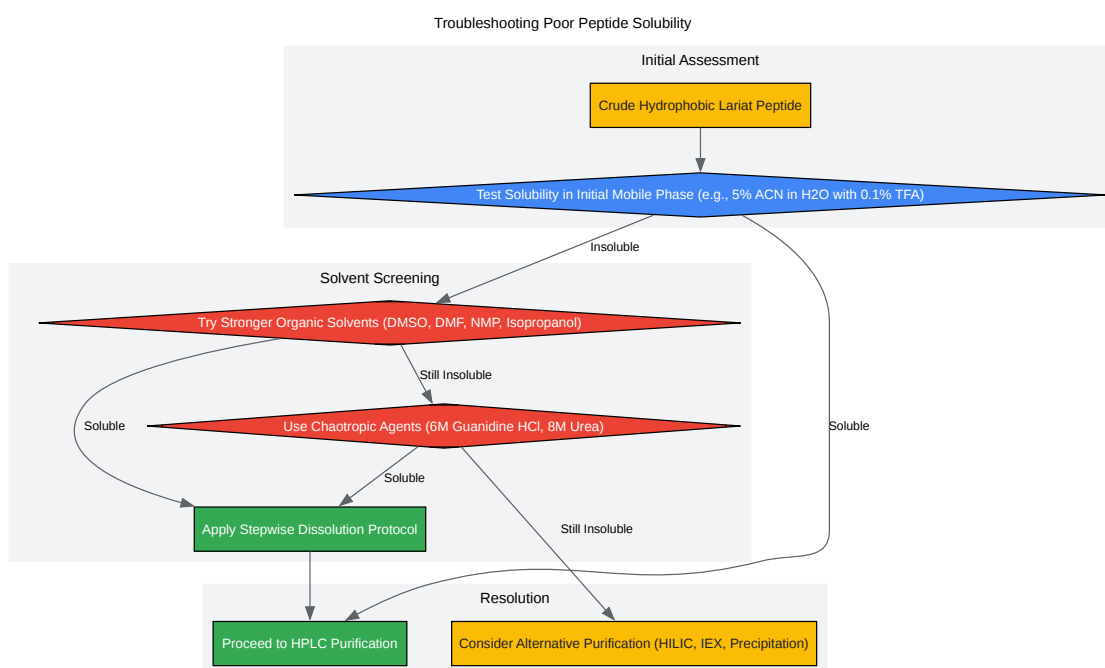 Troubleshooting Poor Peptide Solubility
Initial Assessment
Crude Hydrophobic Lariat Peptide
Test Solubility in Initial Mobile Phase (e.g., 5% ACN in H2O with 0.1% TFA)
Insoluble
Solvent Screening
Try Stronger Organic Solvents (DMSO, DMF, NMP, Isopropanol)
Still Insoluble
Soluble
Use Chaotropic Agents (6M Guanidine HCl, 8M Urea)
Soluble
Soluble
Still Insoluble
Apply Stepwise Dissolution Protocol
Resolution
Proceed to HPLC Purification
Consider Alternative Purification (HILIC, IEX, Precipitation)